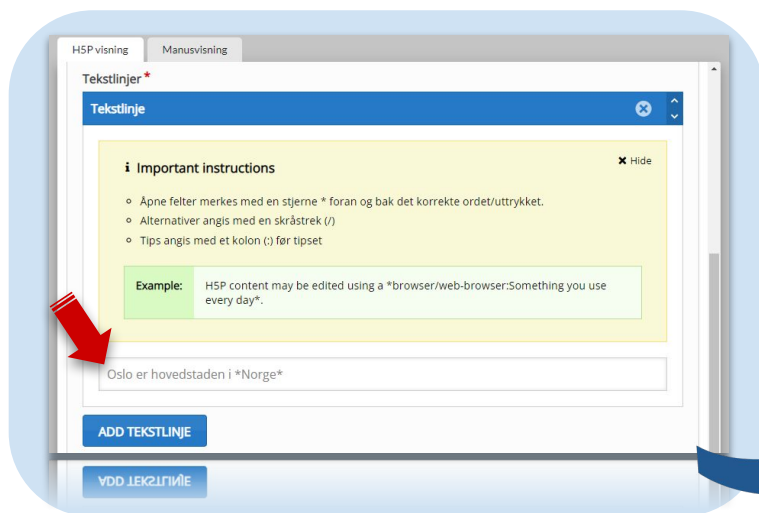 H5P visning
Manusvisning
Tekstlinjer *
Tekstlinje
i Important instructions
Hide
Åpne felter merkes med en stjerne * foran og bak det korrekte ordet/uttrykket.
Alternativer angis med en skråstrek (/)
Tips angis med et kolon (:) før tipset
Example:
H5P content may be edited using a *browser/web-browser:Something you use
every day*.
Oslo er hovedstaden i *Norge*
ADD TEKSTLINJE
ADD TEKSTLINJE